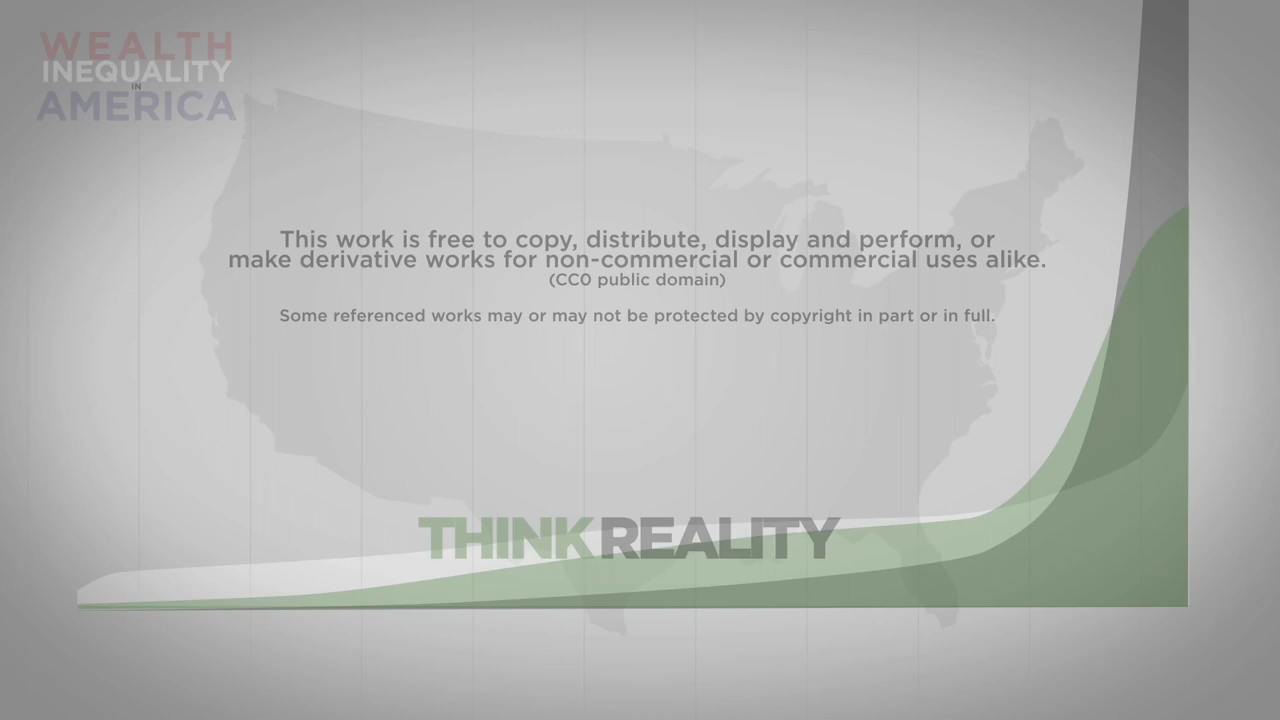 WEALTH
INEQUALITY
IN
AMERICA
This work is free to copy, distribute, display and perform, or
make derivative works for non-commercial or commercial uses alike.
(CC0 public domain)
Some referenced works may or may not be protected by copyright in part or in full.
THINKREALITY